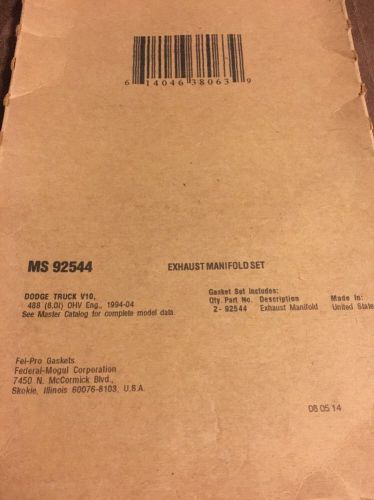 6 14046 38063 9
MS 92544 EXHAUST MANIFOLD SET
DODGE TRUCK V10,
488 (8.0l) OHV Eng., 1994-04
See Master Catalog for complete model data
Gasket Set Includes:
Qty. Part No. Description Made In:
2- 92544 Exhaust Manifold United State
Fel-Pro Gaskets
Federal-Mogul Corporation
7450 N. McCormick Blvd.,
Skokie, Illinois 60076-8103, U.S.A.
08 05 14